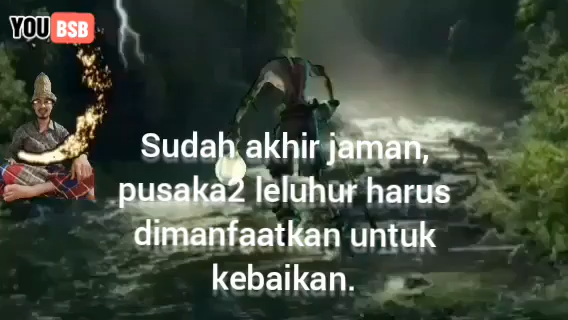 YOU BSB
Sudah akhir jaman,
pusaka2 leluhur harus
dimanfaatkan untuk
kebaikan.